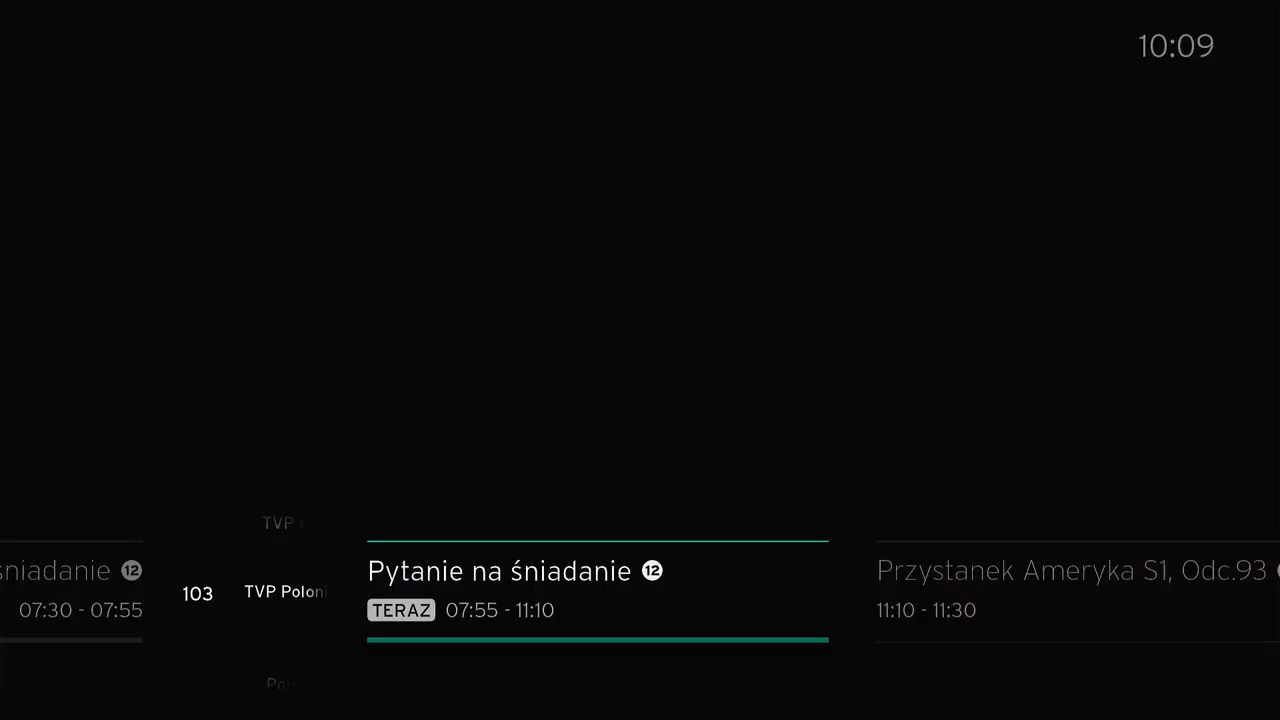 10:09
TVP
śniadanie 12
07:30 - 07:55
103
TVP Poloni
Pytanie na śniadanie 12
TERAZ 07:55 - 11:10
Przystanek Ameryka S1, Odc.93
11:10 - 11:30